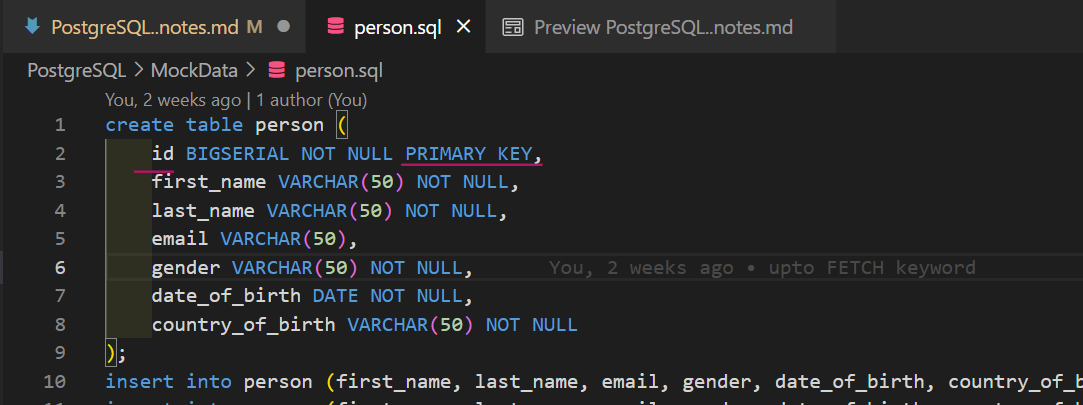 PostgreSQL..notes.md M
person.sql
Preview PostgreSQL..notes.md
PostgreSQL > MockData > person.sql
You, 2 weeks ago | 1 author (You)
1 create table person (
2 id BIGSERIAL NOT NULL PRIMARY KEY,
3 first_name VARCHAR(50) NOT NULL,
4 last_name VARCHAR(50) NOT NULL,
5 email VARCHAR(50),
6 gender VARCHAR(50) NOT NULL, You, 2 weeks ago • upto FETCH keyword
7 date_of_birth DATE NOT NULL,
8 country_of_birth VARCHAR(50) NOT NULL
9 );
10 insert into person (first_name, last_name, email, gender, date_of_birth, country_of_b